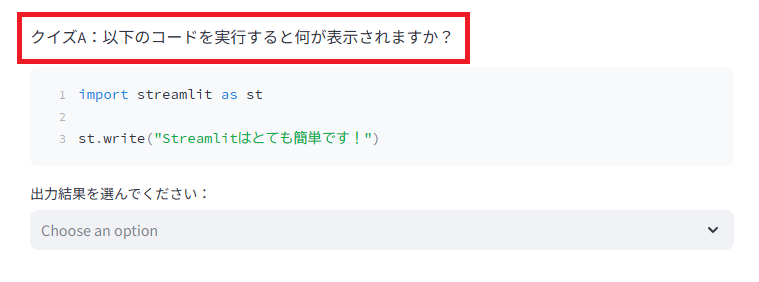 クイズA：以下のコードを実行すると何が表示されますか？
1 import streamlit as st
2
3 st.write("Streamlitはとても簡単です！")
出力結果を選んでください：
Choose an option